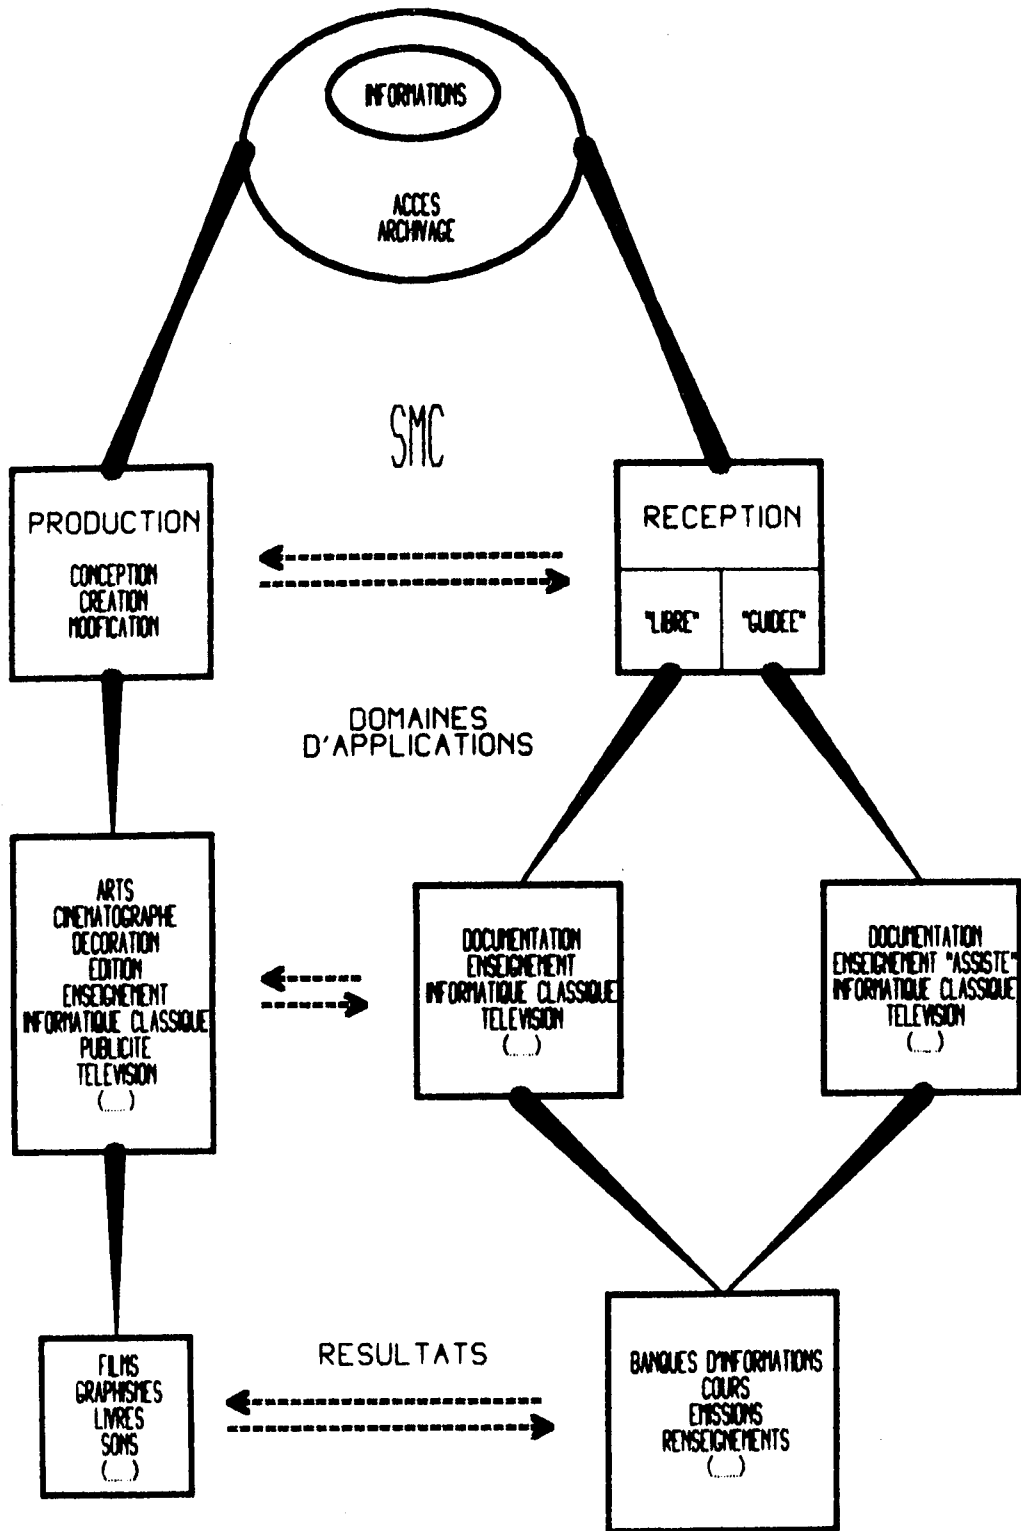 INFORMATIONS
ACCES
ARCHIVAGE
SMC
PRODUCTION
CONCEPTION
CREATION
MODFICATION
RECEPTION
"LIBRE"
"GUIDEE"
DOMAINES
D'APPLICATIONS
ARTS
CINEMATOGRAPHE
DECORATION
EDITION
ENSEIGNEMENT
INFORMATIQUE CLASSIQUE
PUBLICITE
TELEVISION
(...)
DOCUMENTATION
ENSEIGNEMENT
INFORMATIQUE CLASSIQUE
TELEVISION
(...)
DOCUMENTATION
ENSEIGNEMENT "ASSISTE"
INFORMATIQUE CLASSIQUE
TELEVISION
(...)
RESULTATS
FILMS
GRAPHISMES
LIVRES
SONS
(...)
BANQUES D'INFORMATIONS
COURS
EMISSIONS
RENSEIGNEMENTS
(...)